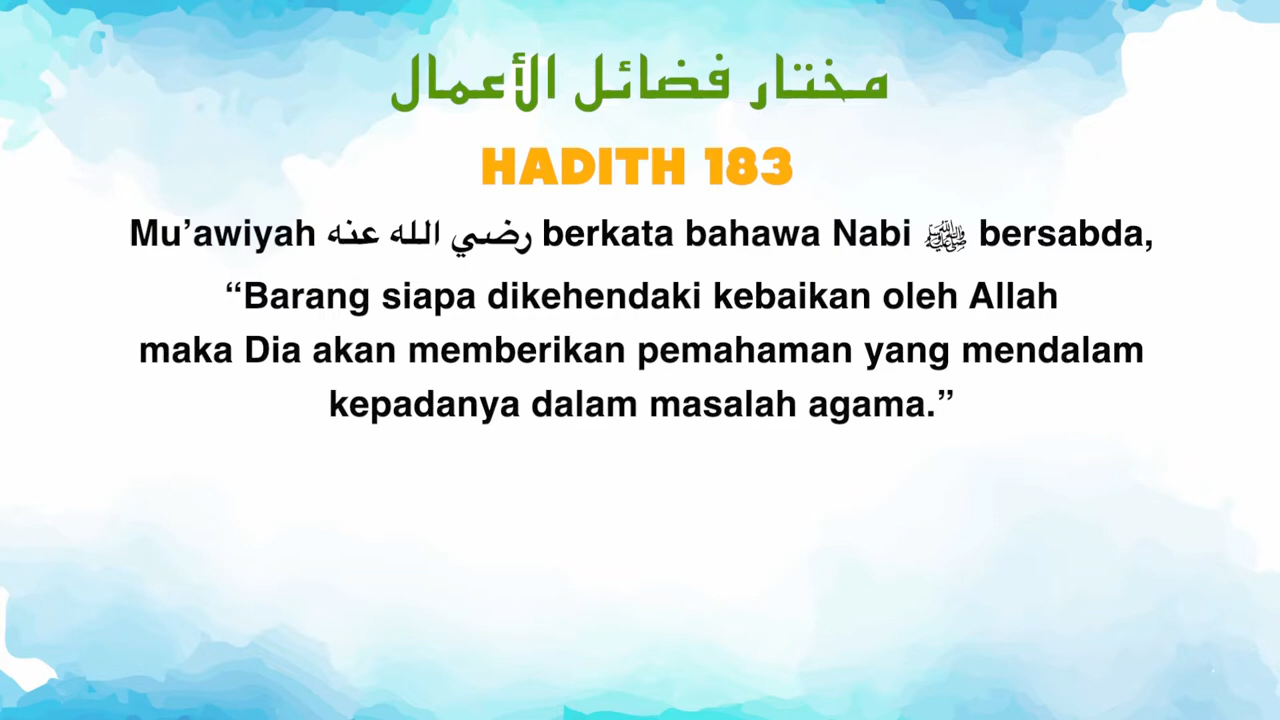 مختار فضائل الأعمال
HADITH 183
Mu’awiyah رضي الله عنه berkata bahawa Nabi ﷺ bersabda,
“Barang siapa dikehendaki kebaikan oleh Allah
maka Dia akan memberikan pemahaman yang mendalam
kepadanya dalam masalah agama.”